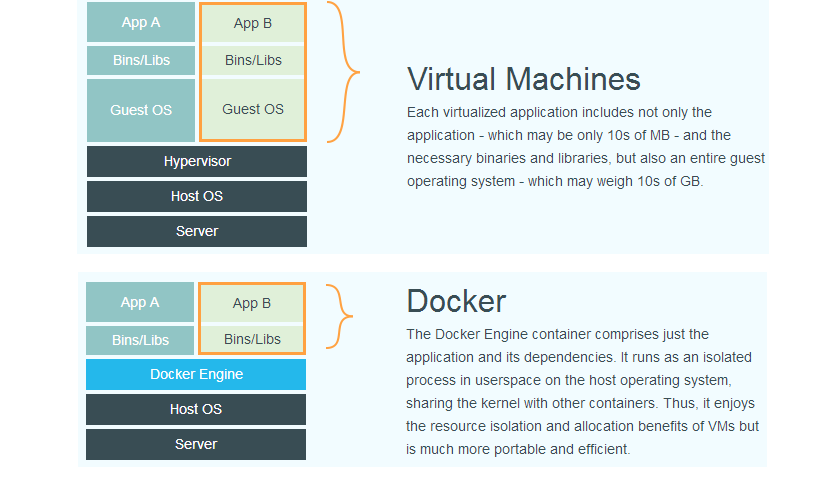 App A
App B
Bins/Libs
Bins/Libs
Guest OS
Guest OS
Hypervisor
Host OS
Server
Virtual Machines
Each virtualized application includes not only the
application - which may be only 10s of MB - and the
necessary binaries and libraries, but also an entire guest
operating system - which may weigh 10s of GB.
App A
App B
Bins/Libs
Bins/Libs
Docker Engine
Host OS
Server
Docker
The Docker Engine container comprises just the
application and its dependencies. It runs as an isolated
process in userspace on the host operating system,
sharing the kernel with other containers. Thus, it enjoys
the resource isolation and allocation benefits of VMs but
is much more portable and efficient.